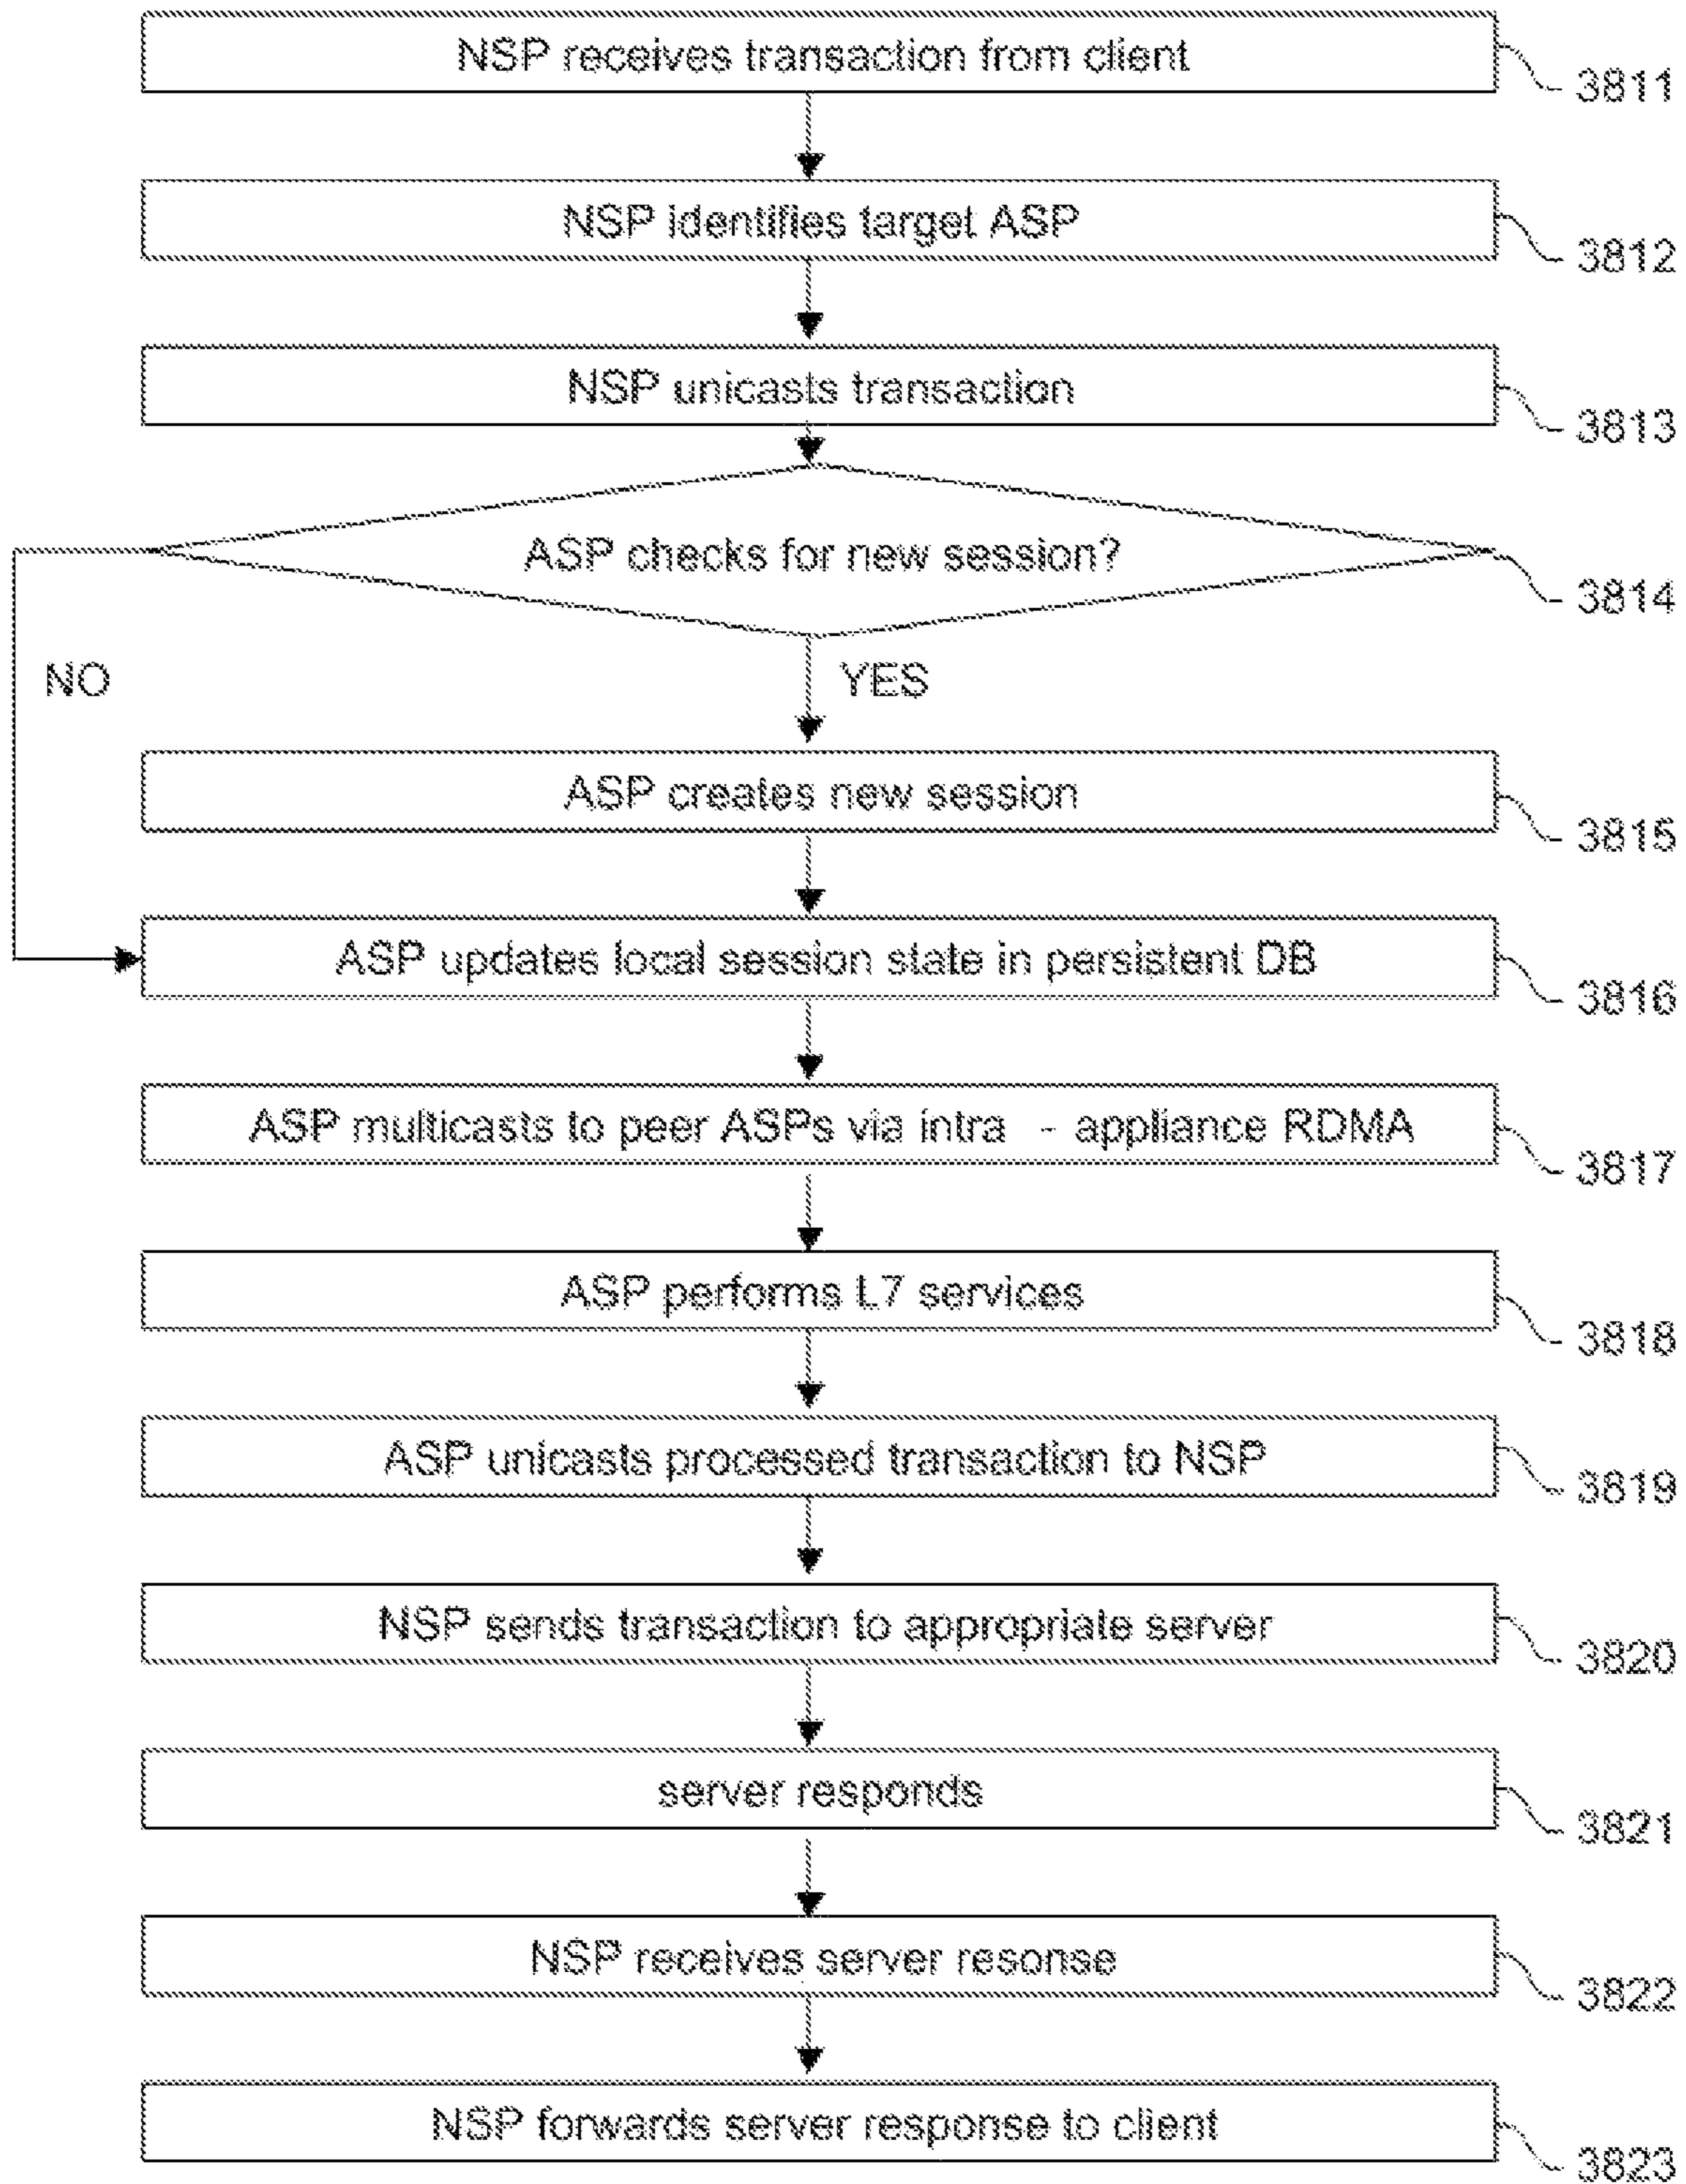 NSP receives transaction from client
3811
NSP identifies target ASP
3812
NSP unicasts transaction
3813
ASP checks for new session?
3814
NO
YES
ASP creates new session
3815
ASP updates local session state in persistent DB
3816
ASP multicasts to peer ASPs via intra - appliance RDMA
3817
ASP performs L7 services
3818
ASP unicasts processed transaction to NSP
3819
NSP sends transaction to appropriate server
3820
server responds
3821
NSP receives server resonse
3822
NSP forwards server response to client
3823